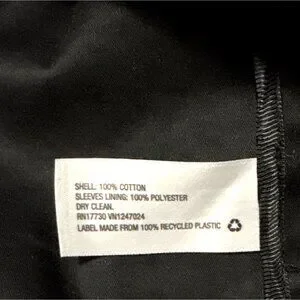 SHELL: 100% COTTON
SLEEVES LINING: 100% POLYESTER
DRY CLEAN.
RN17730 VN1247024
LABEL MADE FROM 100% RECYCLED PLASTIC